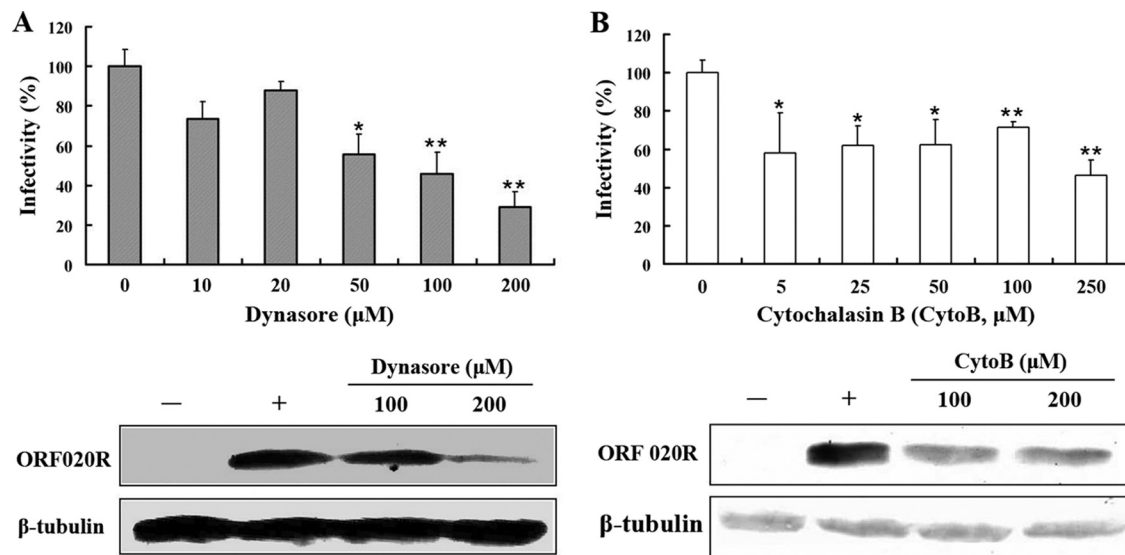 A
Infectivity (%)
120
100
80
60
40
20
0
*
**
**
0 10 20 50 100 200
Dynasore (μM)
Dynasore (μM)
— + 100 200
ORF020R
β-tubulin
B
Infectivity (%)
120
100
80
60
40
20
0
*
*
*
**
**
0 5 25 50 100 250
Cytochalasin B (CytoB, μM)
CytoB (μM)
— + 100 200
ORF 020R
β-tubulin